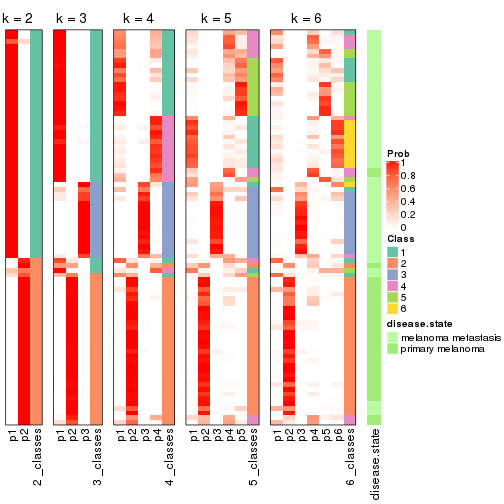 k = 2
k = 3
k = 4
k = 5
k = 6
Prob
1
0.8
0.6
0.4
0.2
0
Class
1
2
3
4
5
6
disease.state
melanoma metastasis
primary melanoma
p1
p2
2_classes
p1
p2
p3
3_classes
p1
p2
p3
p4
4_classes
p1
p2
p3
p4
p5
5_classes
p1
p2
p3
p4
p5
p6
6_classes
disease.state